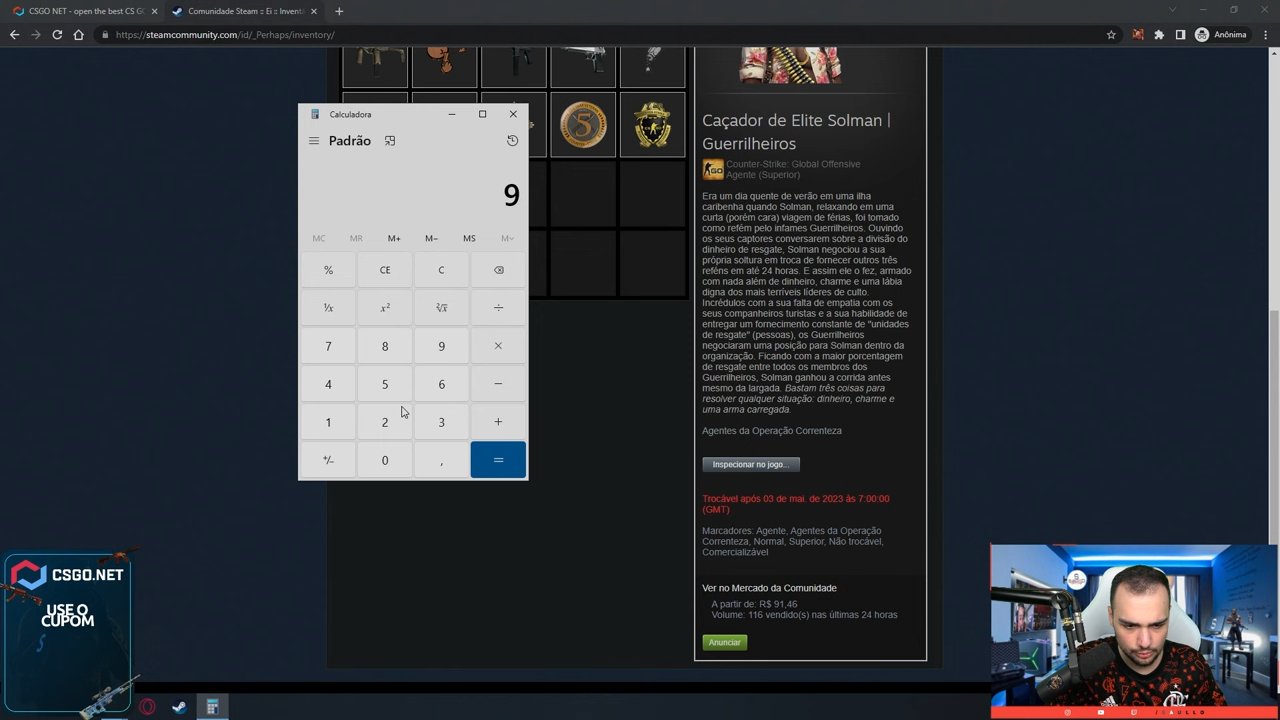 CSGO.NET - open the best CS GO
Comunidade Steam :: Ei :: Inventá
https://steamcommunity.com/id/_Perhaps/inventory/
Anônima
Calculadora
Padrão
9
MC MR M+ M− MS M
% CE C
¹/x x² ²√x ÷
7 8 9 ×
4 5 6 −
1 2 3 +
+/− 0 , =
5
Caçador de Elite Solman |
Guerrilheiros
Counter-Strike: Global Offensive
Agente (Superior)
Era um dia quente de verão em uma ilha
caribenha quando Solman, relaxando em uma
curta (porém cara) viagem de férias, foi tomado
como refém pelo infames Guerrilheiros. Ouvindo
os seus captores conversarem sobre a divisão do
dinheiro de resgate, Solman negociou a sua
própria soltura em troca de fornecer outros três
reféns em até 24 horas. E assim ele o fez, armado
com nada além de dinheiro, charme e uma lábia
digna dos mais terríveis líderes de culto.
Incrédulos com a sua falta de empatia com os
seus companheiros turistas e a sua habilidade de
entregar um fornecimento constante de "unidades
de resgate" (pessoas), os Guerrilheiros
negociaram uma posição para Solman dentro da
organização. Ficando com a maior porcentagem
de resgate entre todos os membros dos
Guerrilheiros, Solman ganhou a corrida antes
mesmo da largada. Bastam três coisas para
resolver qualquer situação: dinheiro, charme e
uma arma carregada.
Agentes da Operação Correnteza
Inspecionar no jogo...
Trocável após 03 de mai. de 2023 às 7:00:00
(GMT)
Marcadores: Agente, Agentes da Operação
Correnteza, Normal, Superior, Não trocável,
Comercializável
Ver no Mercado da Comunidade
A partir de: R$ 91,46
Volume: 116 vendido(s) nas últimas 24 horas
Anunciar
CSGO.NET
USE O
CUPOM